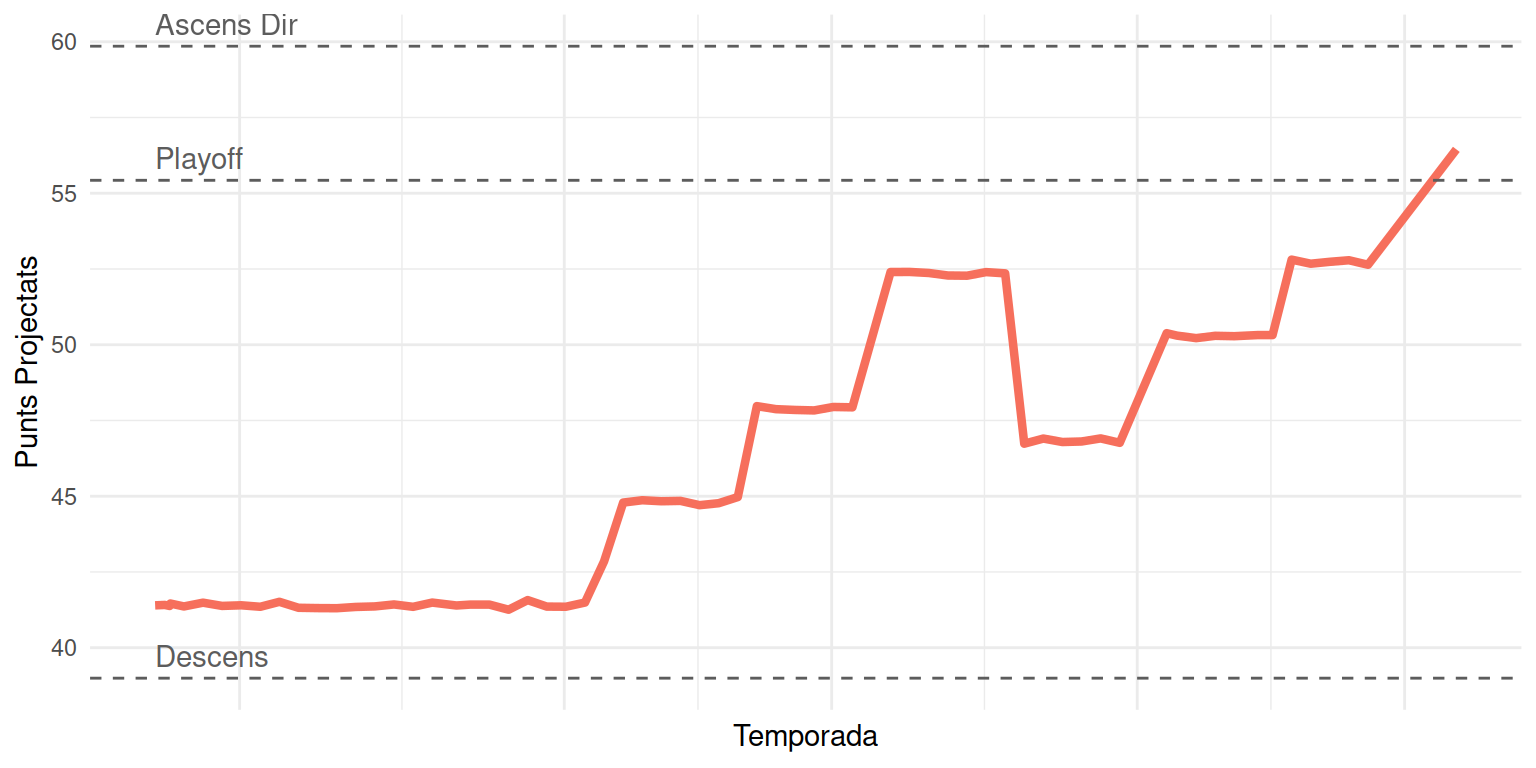 Ascens Dir
60
Playoff
55
50
45
40
Descens
Punts Projectats
Temporada